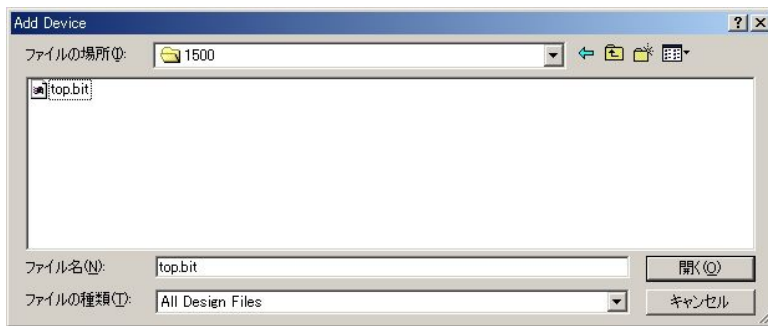 Add Device
ファイルの場所(I):
1500
top.bit
ファイル名(N):
top.bit
開く(O)
ファイルの種類(T):
All Design Files
キャンセル